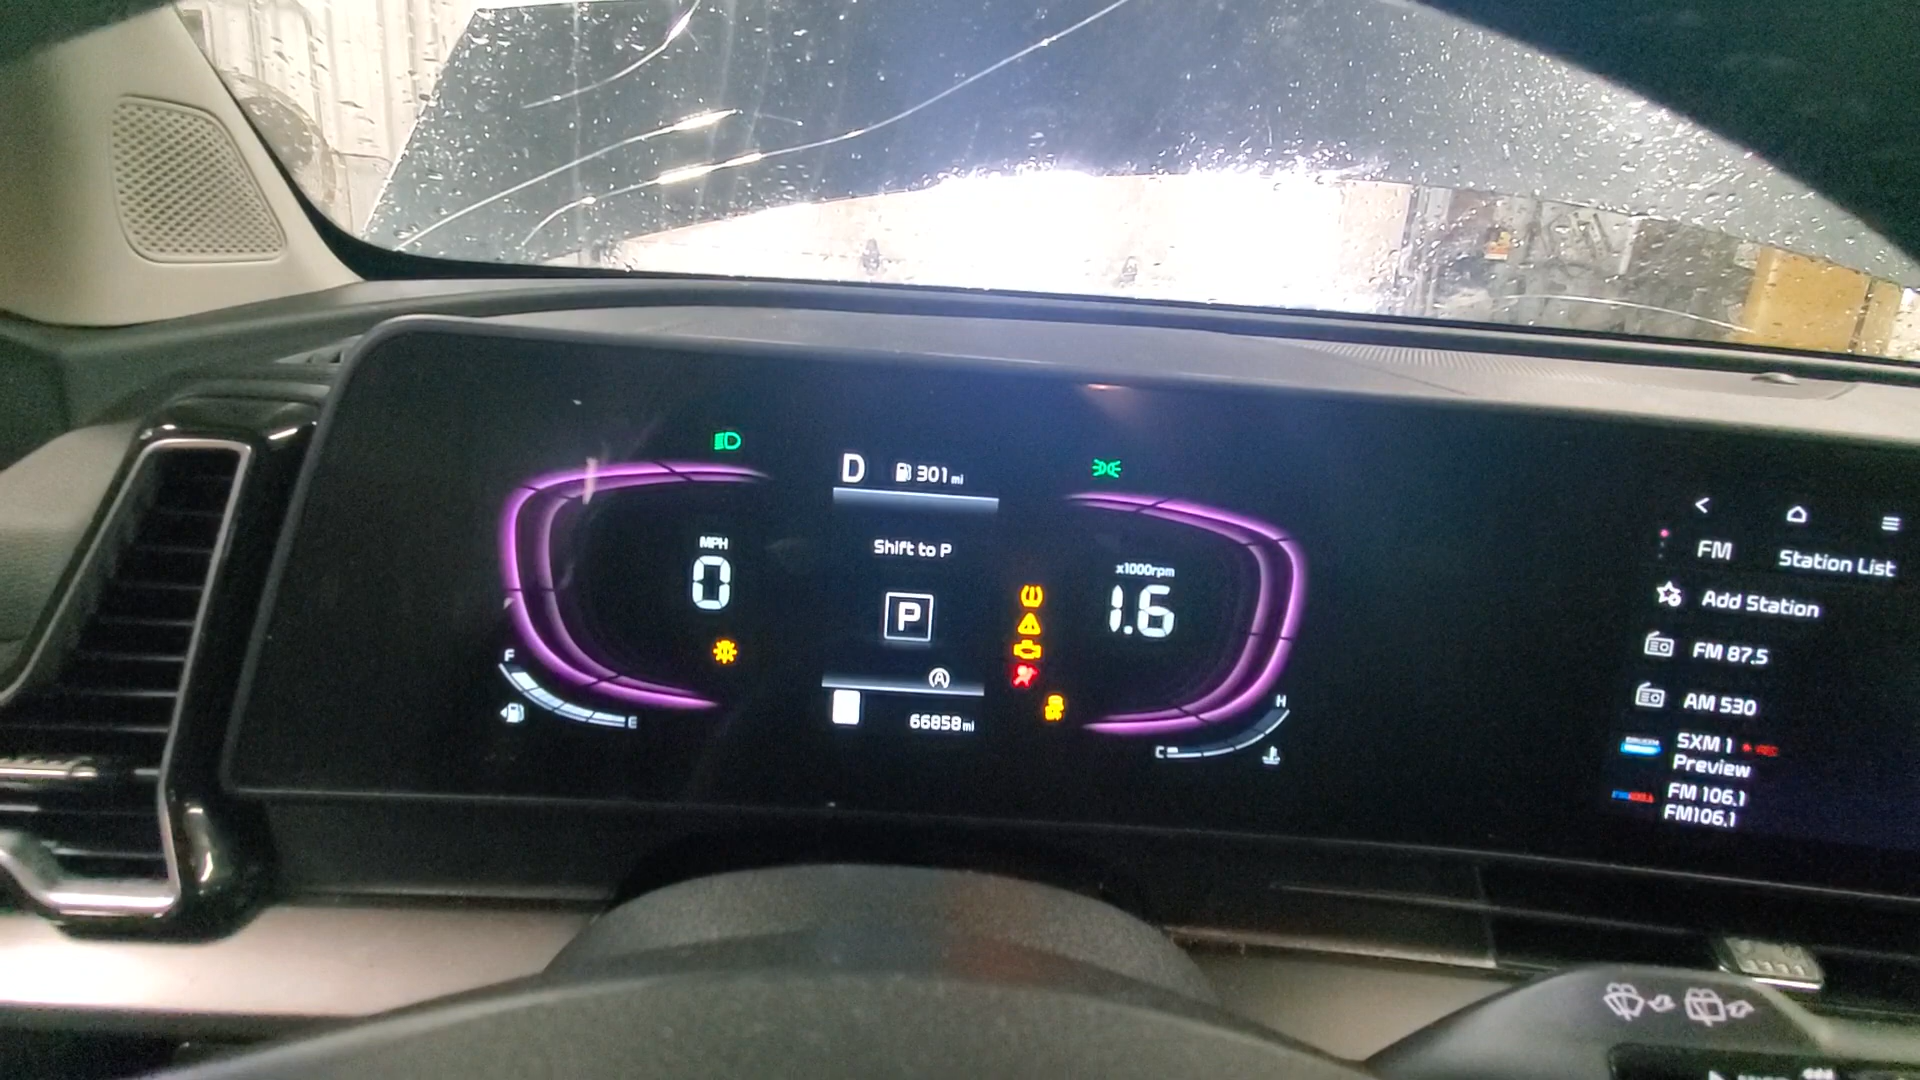 D 301 mi
Shift to P
P
MPH
0
x1000rpm
1.6
F
E
A
66858 mi
H
C
FM Station List
Add Station
FM 87.5
AM 530
SXM 1
Preview
FM 106.1
FM106.1